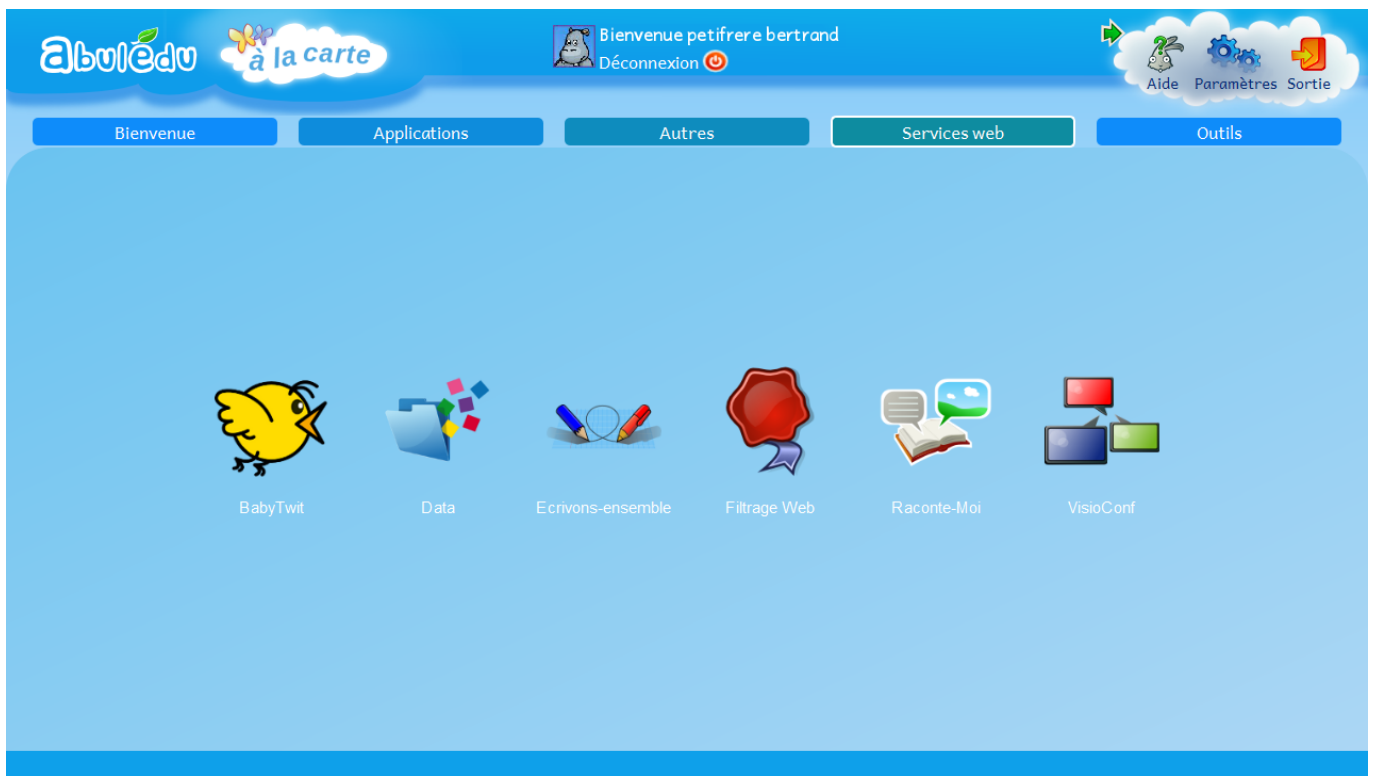 abulédu
à la carte
Bienvenue petifrere bertrand
Déconnexion
Aide Paramètres Sortie
Bienvenue Applications Autres Services web Outils
BabyTwit Data Ecrivons-ensemble Filtrage Web Raconte-Moi VisioConf